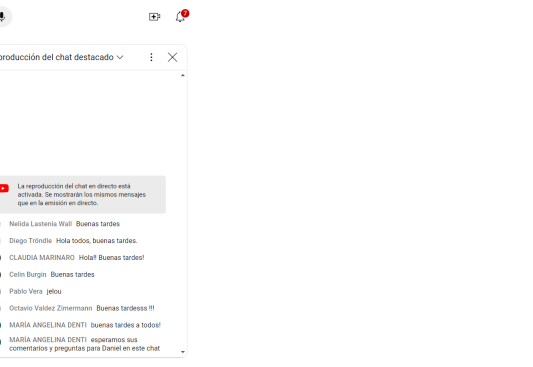 7
producción del chat destacado
La reproducción del chat en directo está
activada. Se mostrarán los mismos mensajes
que en la emisión en directo.
Nelida Lastenia Wall Buenas tardes
Diego Tröndle Hola todos, buenas tardes.
CLAUDIA MARINARO Hola!! Buenas tardes!
Celin Burgin Buenas tardes
Pablo Vera jelou
Octavio Valdez Zimermann Buenas tardesss !!!
MARÍA ANGELINA DENTI buenas tardes a todos!
MARÍA ANGELINA DENTI esperamos sus
comentarios y preguntas para Daniel en este chat